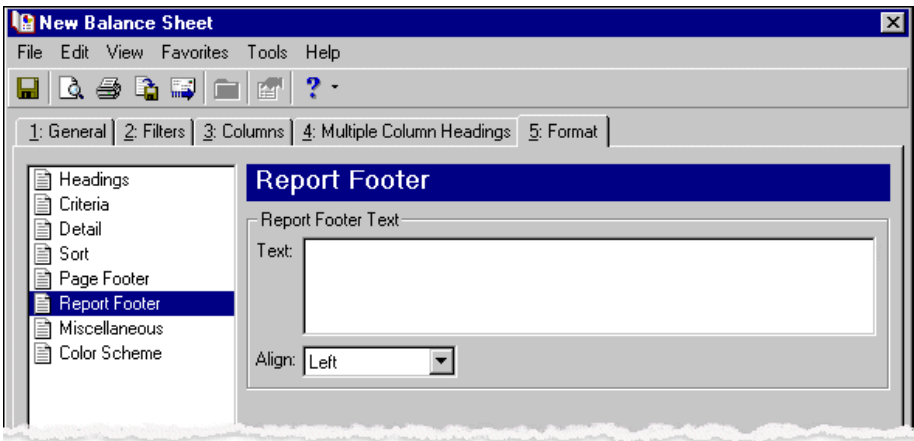 New Balance Sheet
File Edit View Favorites Tools Help
?
1: General 2: Filters 3: Columns 4: Multiple Column Headings 5: Format
Headings
Criteria
Detail
Sort
Page Footer
Report Footer
Miscellaneous
Color Scheme
Report Footer
Report Footer Text
Text:
Align: Left